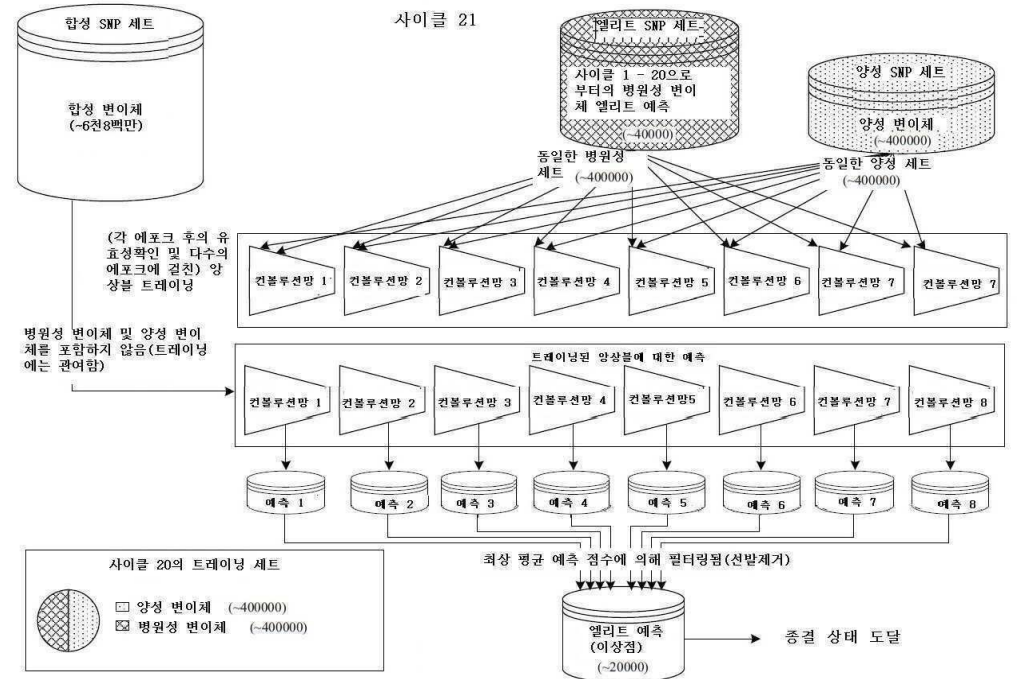 사이클 21
합성 SNP 세트
합성 변이체
(~6천8백만)
엘리트 SNP 세트
사이클 1 - 20으로
부터의 병원성 변이
체 엘리트 예측
(~40000)
양성 SNP 세트
양성 변이체
(~400000)
동일한 병원성
세트 (~400000)
동일한 양성 세트
(~400000)
(각 에포크 후의 유
효성확인 및 다수의
에포크에 걸친) 앙
상블 트레이닝
컨볼루션망 1
컨볼루션망 2
컨볼루션망 3
컨볼루션망 4
컨볼루션망 5
컨볼루션망 6
컨볼루션망 7
컨볼루션망 7
병원성 변이체 및 양성 변이
체를 포함하지 않음(트레이닝
에는 관여함)
트레이닝된 앙상블에 대한 예측
컨볼루션망 1
컨볼루션망 2
컨볼루션망 3
컨볼루션망 4
컨볼루션망5
컨볼루션망 6
컨볼루션망 7
컨볼루션망 8
예측 1
예측 2
예측 3
예측 4
예측 5
예측 6
예측 7
예측 8
최상 평균 예측 점수에 의해 필터링됨(선발제거)
사이클 20의 트레이닝 세트
양성 변이체 (~400000)
병원성 변이체 (~400000)
엘리트 예측
(이상점)
(~20000)
종결 상태 도달